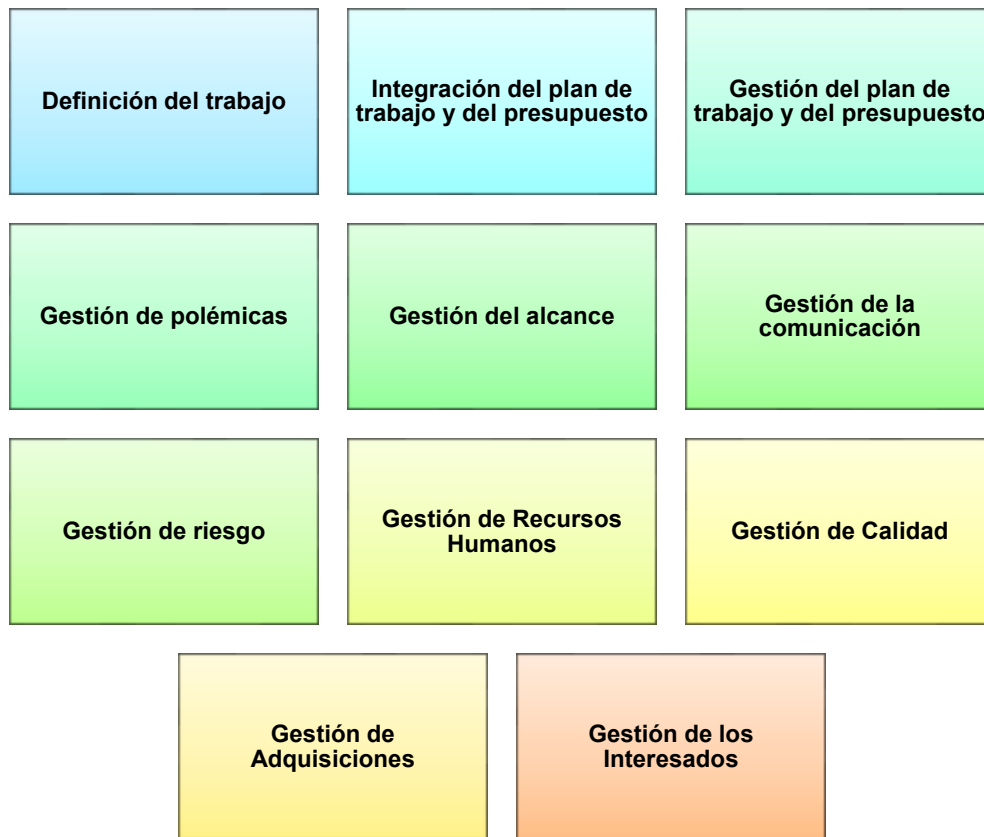 Definición del trabajo
Integración del plan de
trabajo y del presupuesto
Gestión del plan de
trabajo y del presupuesto
Gestión de polémicas
Gestión del alcance
Gestión de la
comunicación
Gestión de riesgo
Gestión de Recursos
Humanos
Gestión de Calidad
Gestión de
Adquisiciones
Gestión de los
Interesados